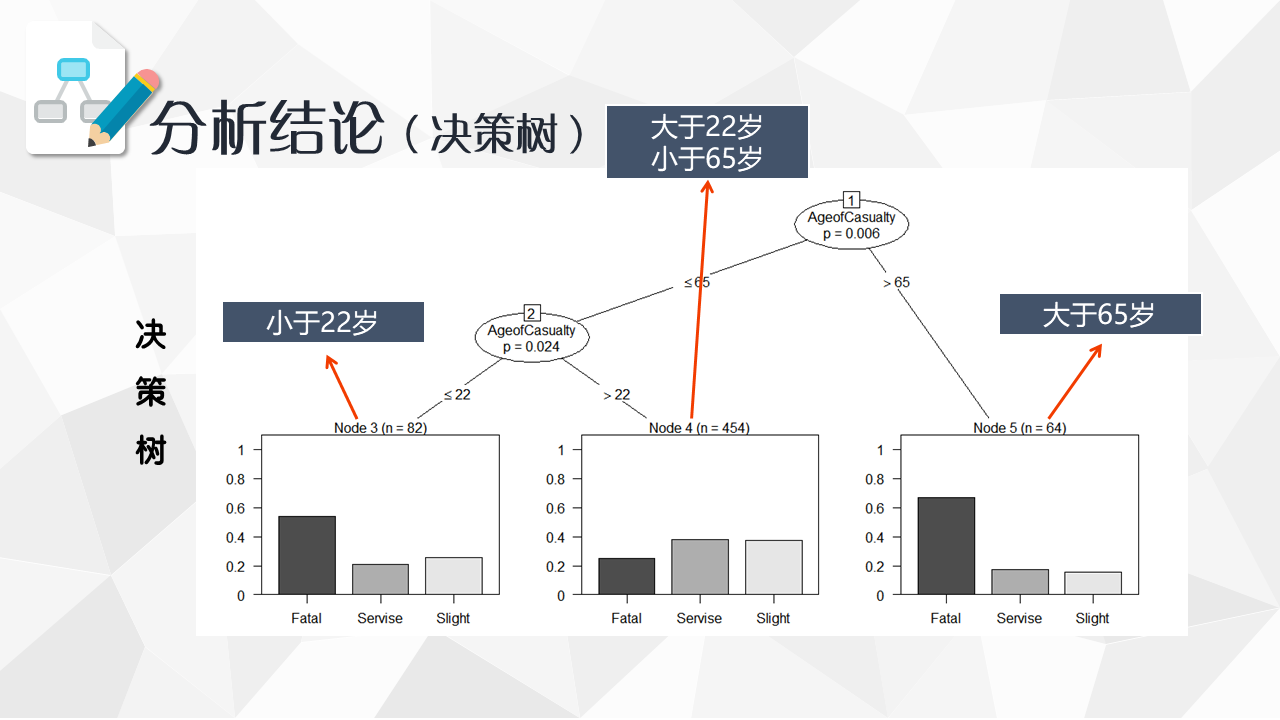 分析结论（决策树）
大于22岁
小于65岁
1
AgeofCasualty
p = 0.006
≤ 65
> 65
小于22岁
大于65岁
2
AgeofCasualty
p = 0.024
≤ 22
> 22
决
策
树
Node 3 (n = 82)
1
0.8
0.6
0.4
0.2
0
Fatal Servise Slight
Node 4 (n = 454)
1
0.8
0.6
0.4
0.2
0
Fatal Servise Slight
Node 5 (n = 64)
1
0.8
0.6
0.4
0.2
0
Fatal Servise Slight